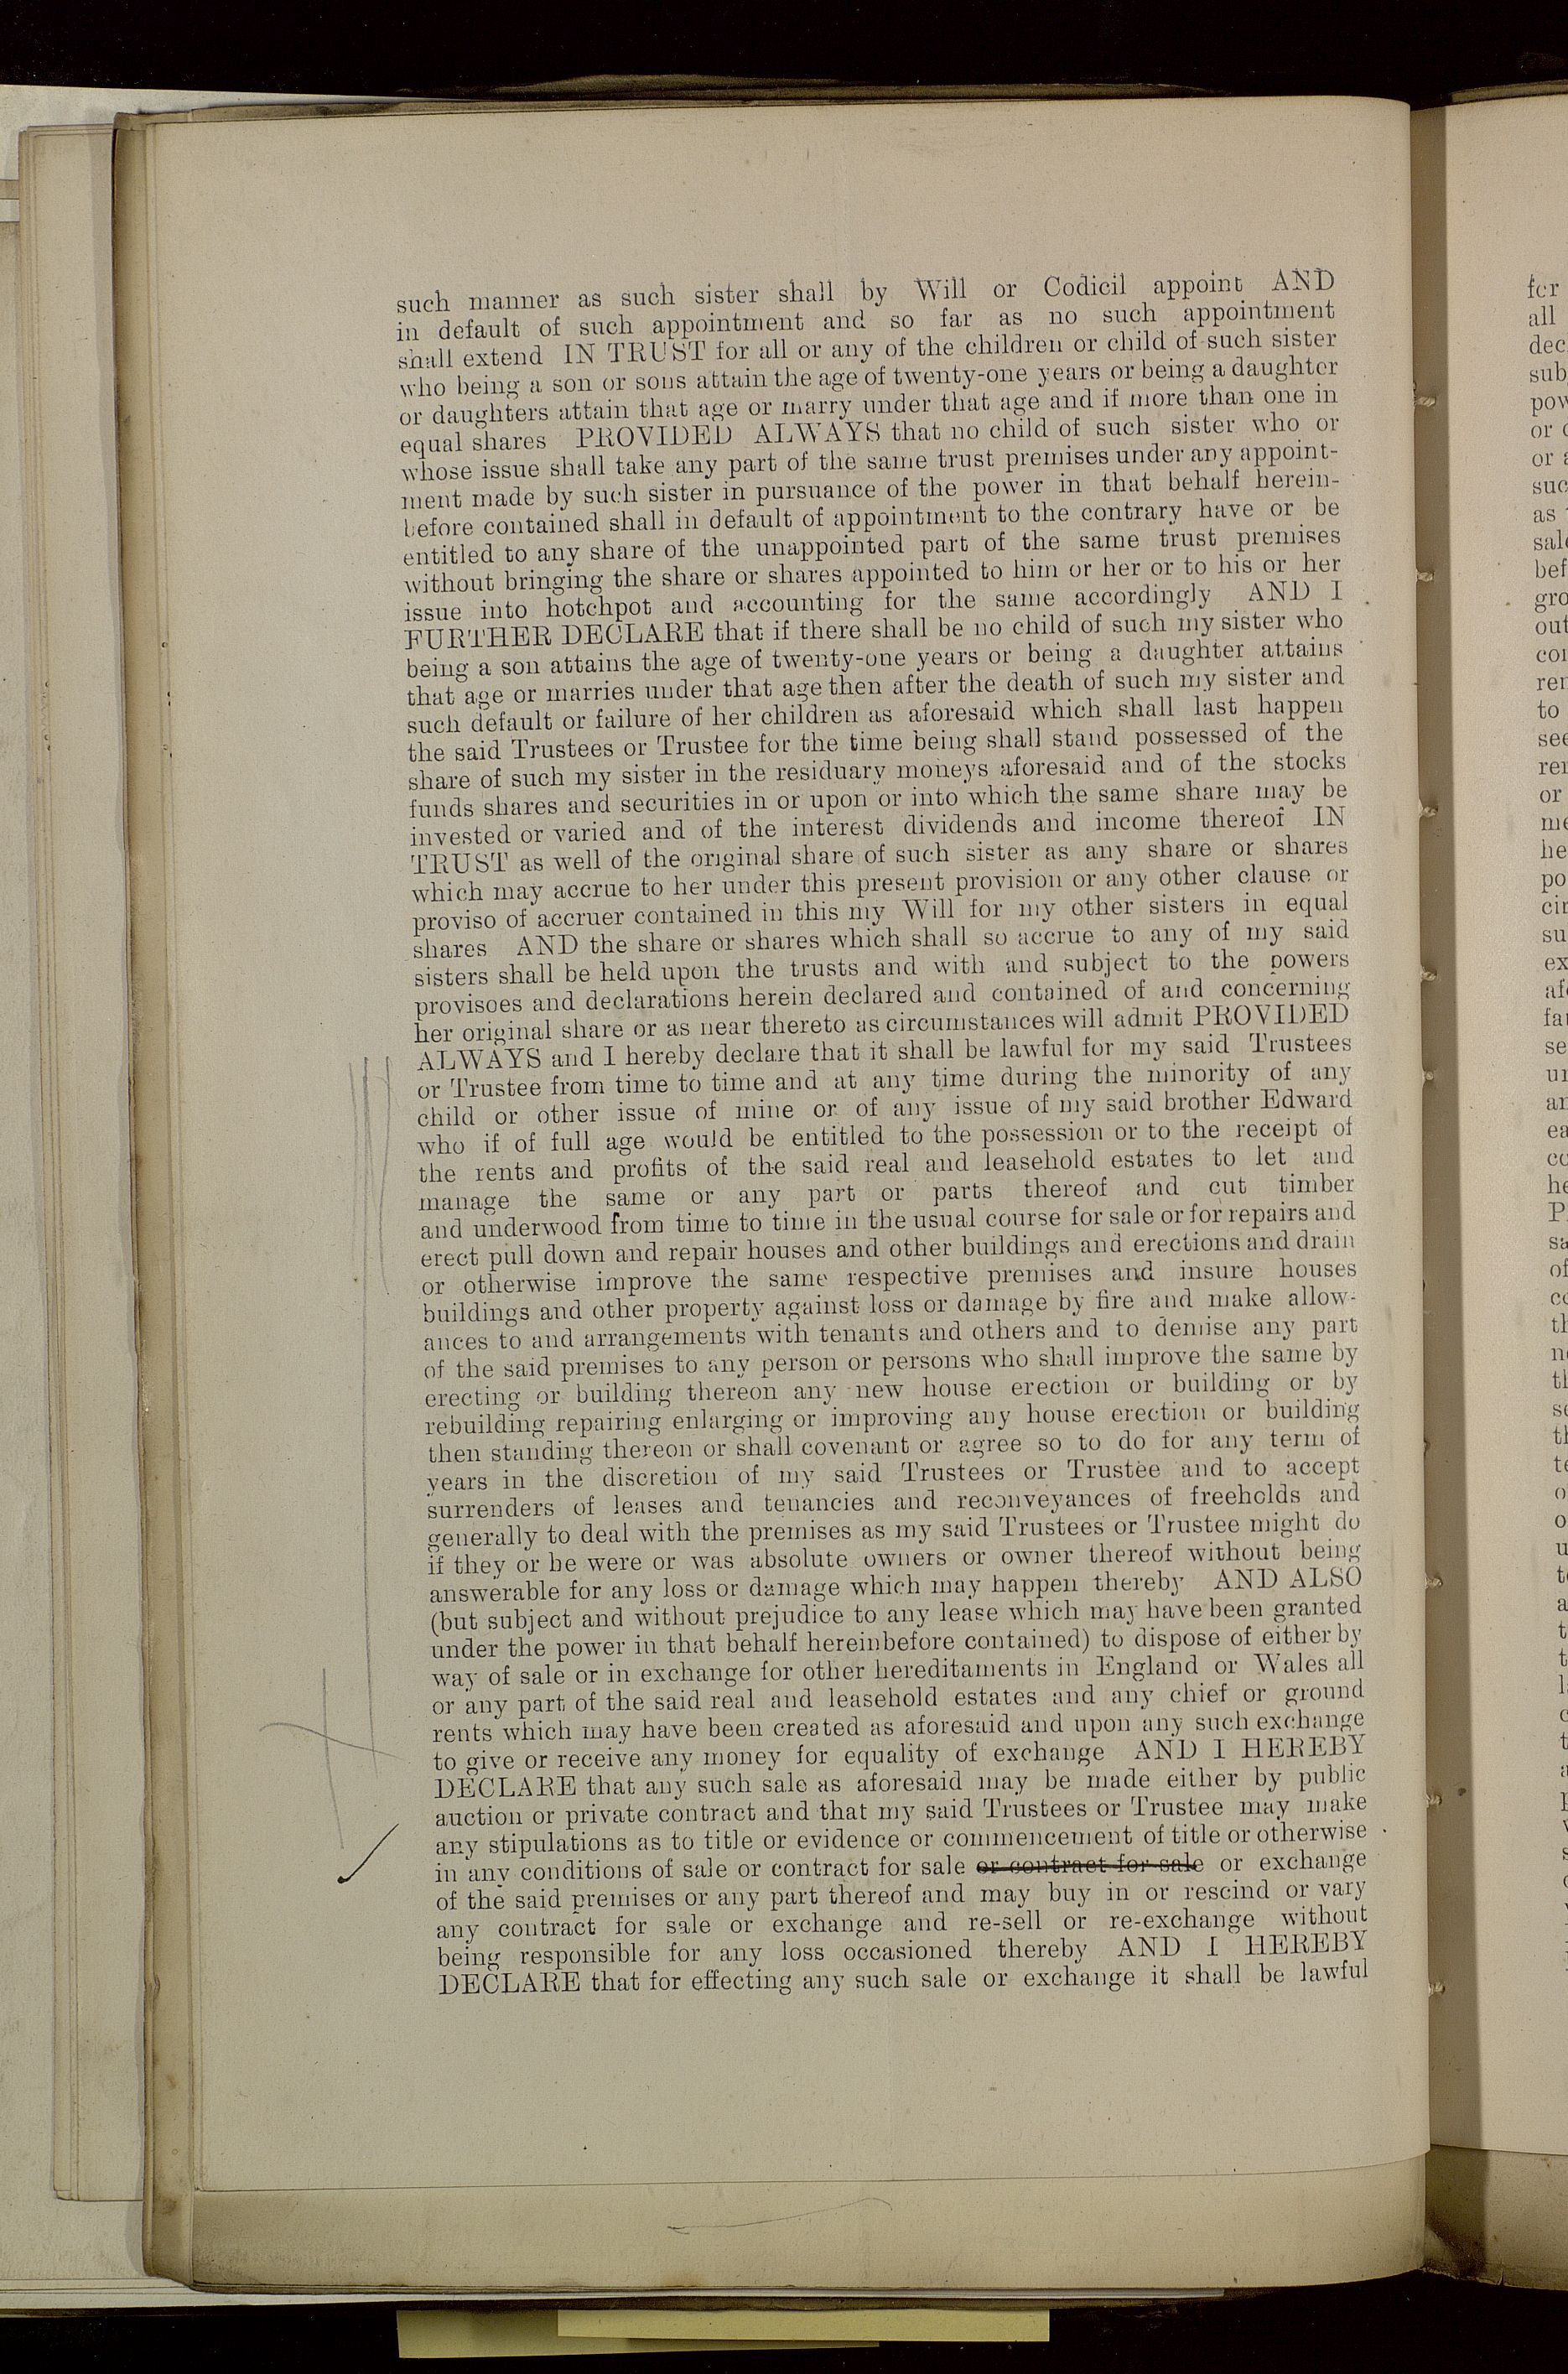 such manner as such sister shall by Will or Codicil appoint AND
in default of such appointment and so far as no such appointment
shall extend IN TRUST for all or any of the children or child of such sister
who being a son or sons attain the age of twenty-one years or being a daughter
or daughters attain that age or marry under that age and if more than one in
equal shares PROVIDED ALWAYS that no child of such sister who or
whose issue shall take any part of the same trust premises under any appoint-
ment made by such sister in pursuance of the power in that behalf herein-
before contained shall in default of appointment to the contrary have or be
entitled to any share of the unappointed part of the same trust premises
without bringing the share or shares appointed to him or her or to his or her
issue into hotchpot and accounting for the same accordingly AND I
FURTHER DECLARE that if there shall be no child of such my sister who
being a son attains the age of twenty-one years or being a daughter attains
that age or marries under that age then after the death of such my sister and
such default or failure of her children as aforesaid which shall last happen
the said Trustees or Trustee for the time being shall stand possessed of the
share of such my sister in the residuary moneys aforesaid and of the stocks
funds shares and securities in or upon or into which the same share may be
invested or varied and of the interest dividends and income thereof IN
TRUST as well of the original share of such sister as any share or shares
which may accrue to her under this present provision or any other clause or
proviso of accruer contained in this my Will for my other sisters in equal
shares AND the share or shares which shall so accrue to any of my said
sisters shall be held upon the trusts and with and subject to the powers
provisoes and declarations herein declared and contained of and concerning
her original share or as near thereto as circumstances will admit PROVIDED
ALWAYS and I hereby declare that it shall be lawful for my said Trustees
or Trustee from time to time and at any time during the minority of any
child or other issue of mine or of any issue of my said brother Edward
who if of full age would be entitled to the possession or to the receipt of
the rents and profits of the said real and leasehold estates to let and
manage the same or any part or parts thereof and cut timber
and underwood from time to time in the usual course for sale or for repairs and
erect pull down and repair houses and other buildings and erections and drain
or otherwise improve the same respective premises and insure houses
buildings and other property against loss or damage by fire and make allow-
ances to and arrangements with tenants and others and to demise any part
of the said premises to any person or persons who shall improve the same by
erecting or building thereon any new house erection or building or by
rebuilding repairing enlarging or improving any house erection or building
then standing thereon or shall covenant or agree so to do for any term of
years in the discretion of my said Trustees or Trustee and to accept
surrenders of leases and tenancies and reconveyances of freeholds and
generally to deal with the premises as my said Trustees or Trustee might do
if they or he were or was absolute owners or owner thereof without being
answerable for any loss or damage which may happen thereby AND ALSO
(but subject and without prejudice to any lease which may have been granted
under the power in that behalf hereinbefore contained) to dispose of either by
way of sale or in exchange for other hereditaments in England or Wales all
or any part of the said real and leasehold estates and any chief or ground
rents which may have been created as aforesaid and upon any such exchange
to give or receive any money for equality of exchange AND I HEREBY
DECLARE that any such sale as aforesaid may be made either by public
auction or private contract and that my said Trustees or Trustee may make
any stipulations as to title or evidence or commencement of title or otherwise
in any conditions of sale or contract for sale or contract for sale or exchange
of the said premises or any part thereof and may buy in or rescind or vary
any contract for sale or exchange and re-sell or re-exchange without
being responsible for any loss occasioned thereby AND I HEREBY
DECLARE that for effecting any such sale or exchange it shall be lawful